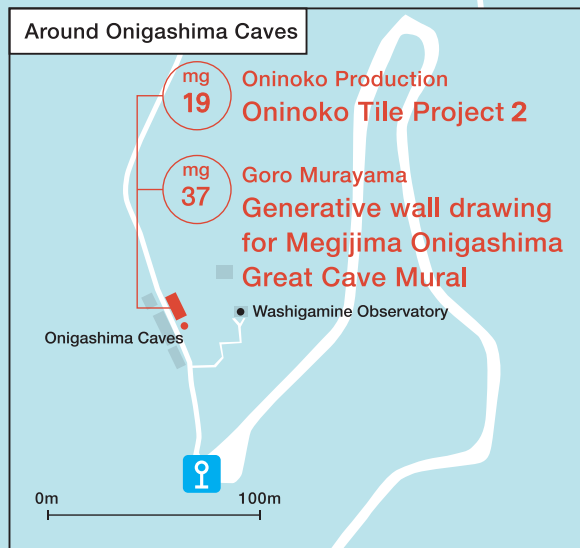 Around Onigashima Caves
mg
19
Oninoko Production
Oninoko Tile Project 2
mg
37
Goro Murayama
Generative wall drawing
for Megijima Onigashima
Great Cave Mural
Washigamine Observatory
Onigashima Caves
0m
100m